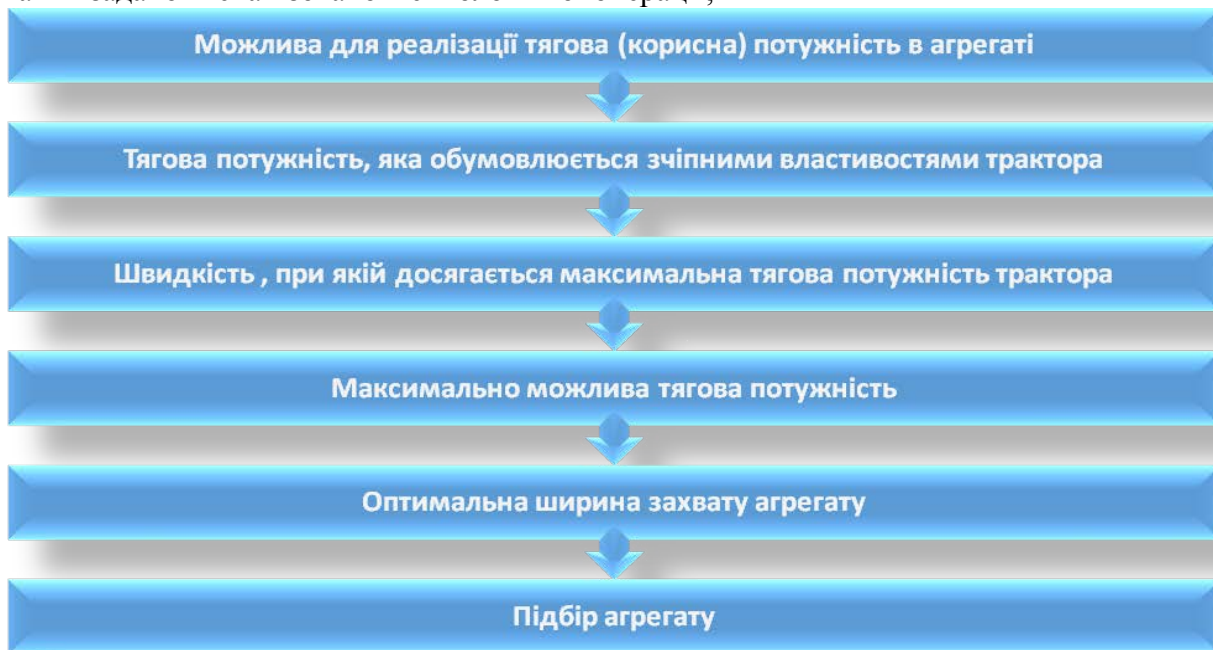 Можлива для реалізації тягова (корисна) потужність в агрегаті
Тягова потужність, яка обумовлюється зчіпними властивостями трактора
Швидкість , при якій досягається максимальна тягова потужність трактора
Максимально можлива тягова потужність
Оптимальна ширина захвату агрегату
Підбір агрегату